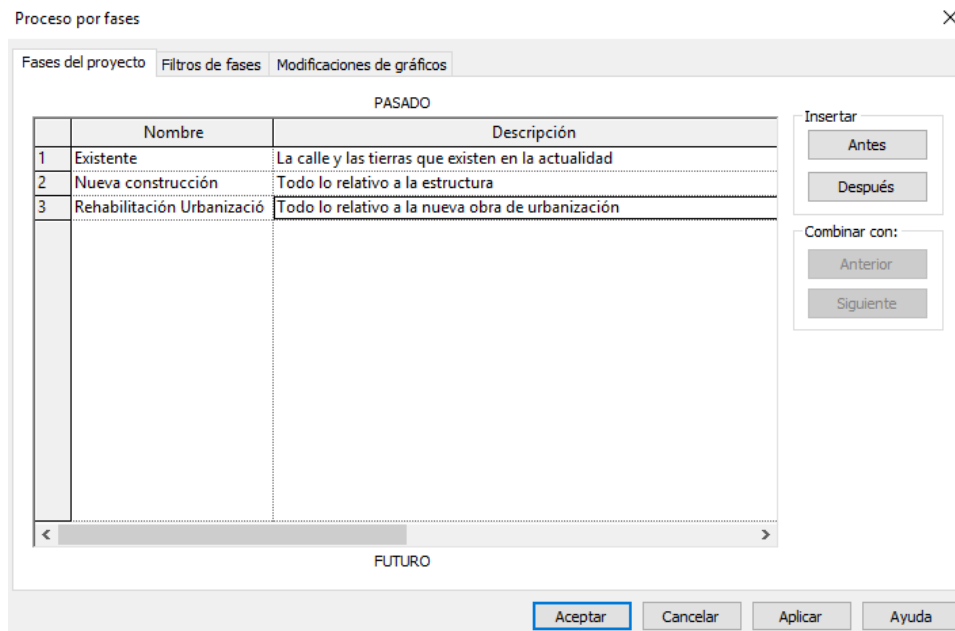 Proceso por fases
Fases del proyecto Filtros de fases Modificaciones de gráficos
PASADO
Nombre Descripción
1 Existente La calle y las tierras que existen en la actualidad
2 Nueva construcción Todo lo relativo a la estructura
3 Rehabilitación Urbanizació Todo lo relativo a la nueva obra de urbanización
FUTURO
Insertar
Antes
Después
Combinar con:
Anterior
Siguiente
Aceptar Cancelar Aplicar Ayuda